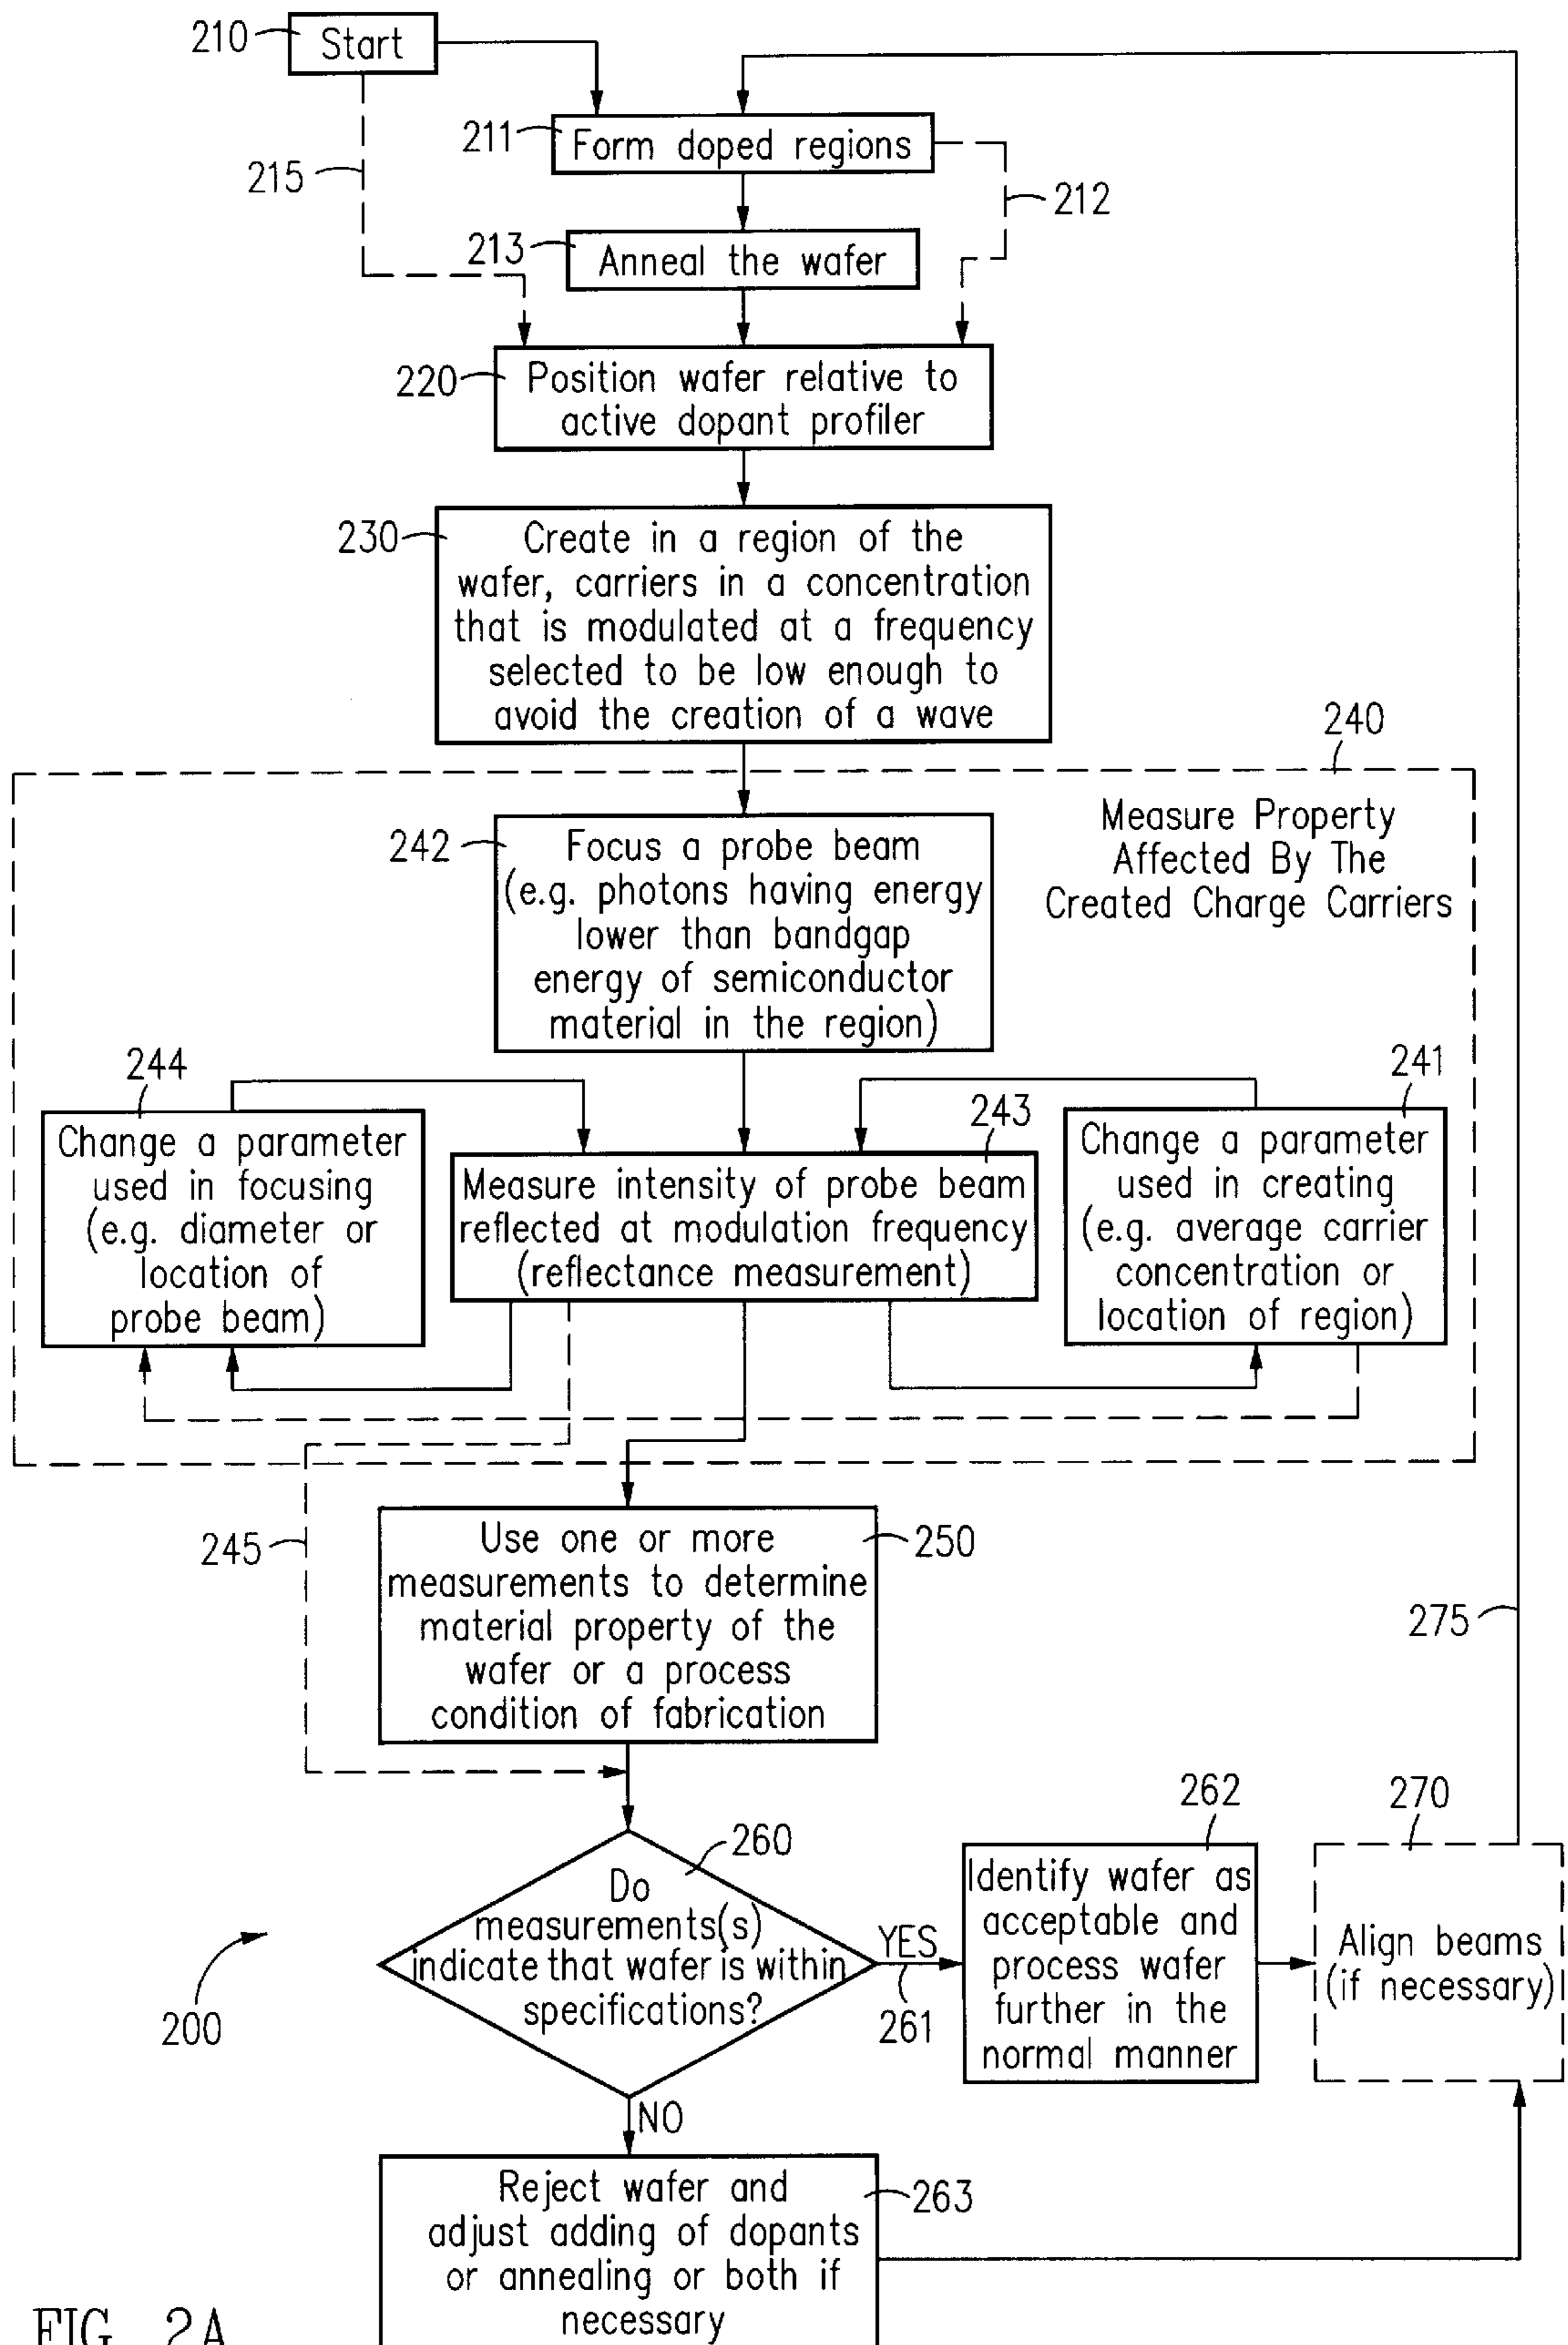 210
Start
211
Form doped regions
215
212
213
Anneal the wafer
220
Position wafer relative to
active dopant profiler
230
Create in a region of the
wafer, carriers in a concentration
that is modulated at a frequency
selected to be low enough to
avoid the creation of a wave
240
Measure Property
Affected By The
Created Charge Carriers
242
Focus a probe beam
(e.g. photons having energy
lower than bandgap
energy of semiconductor
material in the region)
244
Change a parameter
used in focusing
(e.g. diameter or
location of
probe beam)
243
Measure intensity of probe beam
reflected at modulation frequency
(reflectance measurement)
241
Change a parameter
used in creating
(e.g. average carrier
concentration or
location of region)
245
250
Use one or more
measurements to determine
material property of the
wafer or a process
condition of fabrication
275
260
Do
measurements(s)
indicate that wafer is within
specifications?
YES
261
262
Identify wafer as
acceptable and
process wafer
further in the
normal manner
270
Align beams
(if necessary)
200
NO
263
Reject wafer and
adjust adding of dopants
or annealing or both if
necessary
FIG. 2A